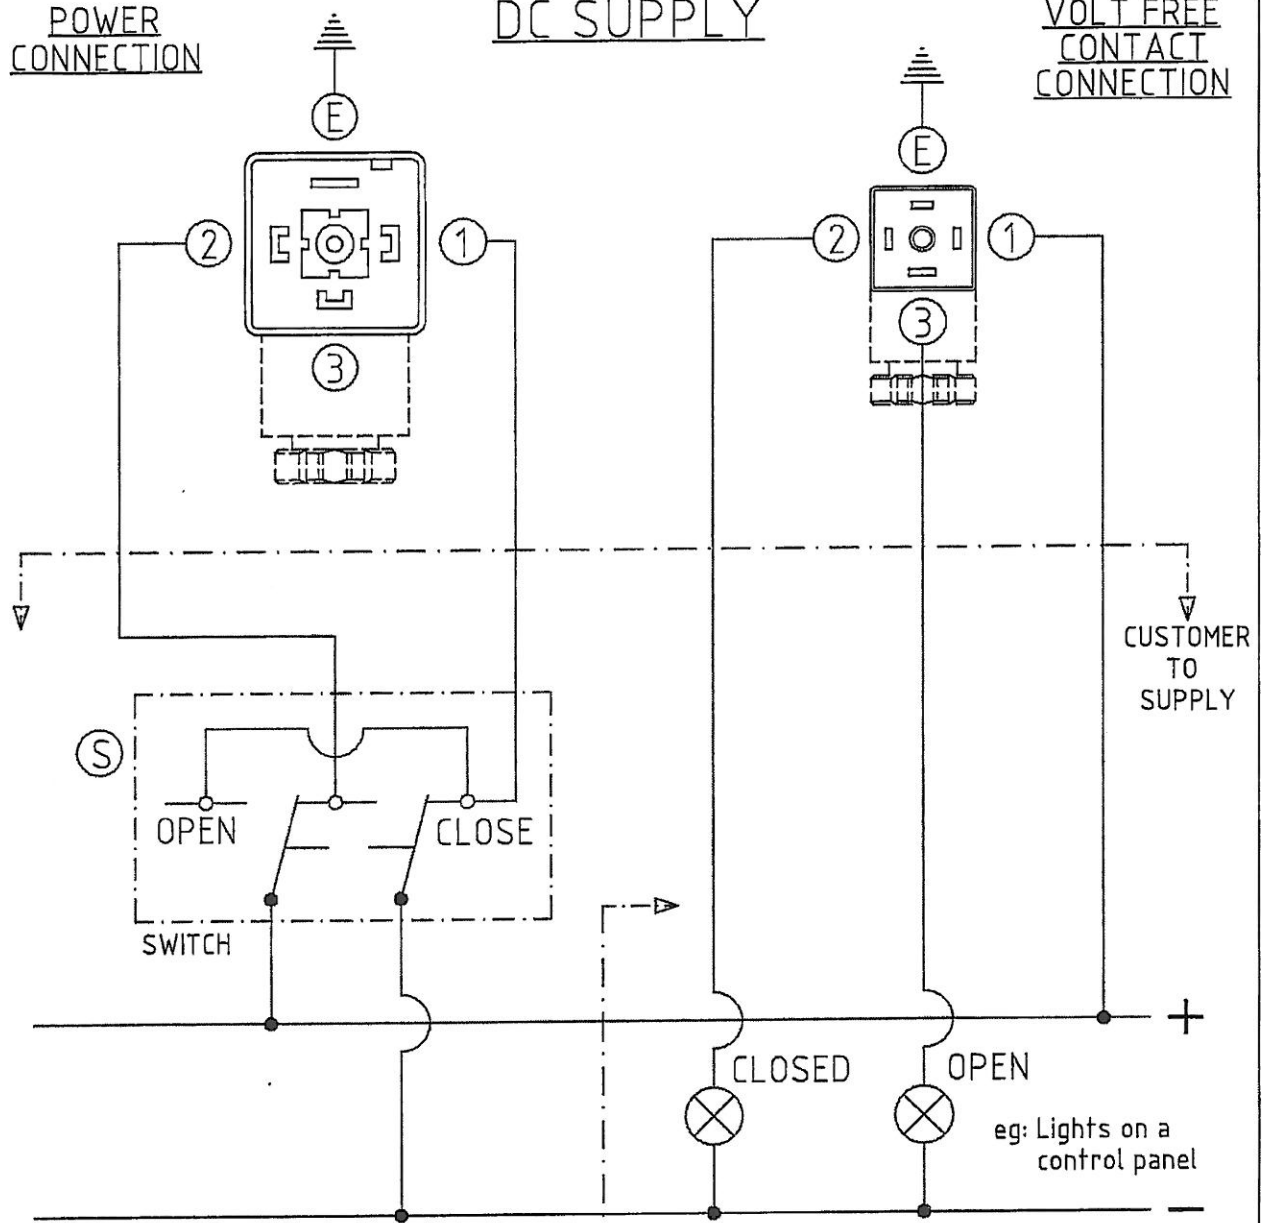 POWER
CONNECTION
DC SUPPLY
VOLT FREE
CONTACT
CONNECTION
E
E
2
1
2
1
3
3
CUSTOMER
TO
SUPPLY
S
OPEN
CLOSE
SWITCH
+
CLOSED
OPEN
eg: Lights on a
control panel
−